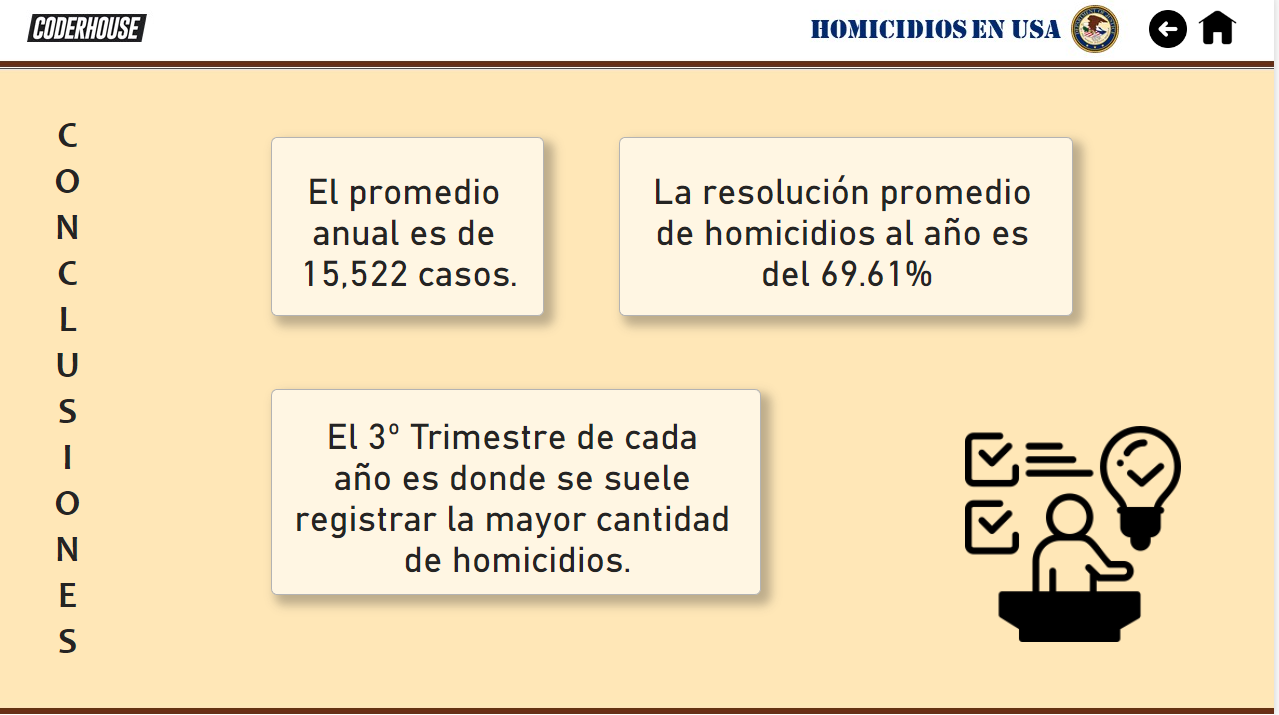 CODERHOUSE
HOMICIDIOS EN USA
C
O
N
C
L
U
S
I
O
N
E
S
El promedio
anual es de
15,522 casos.
La resolución promedio
de homicidios al año es
del 69.61%
El 3º Trimestre de cada
año es donde se suele
registrar la mayor cantidad
de homicidios.